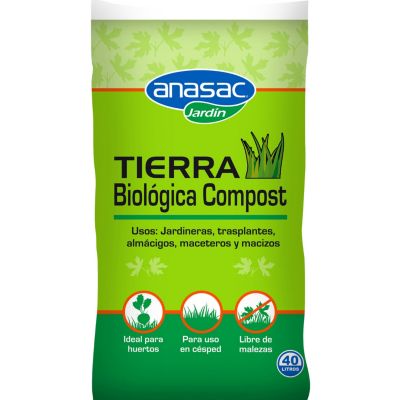 anasac
Jardín
TIERRA
Biológica Compost
Usos: Jardineras, trasplantes,
almácigos, maceteros y macizos
Ideal para
huertos
Para uso
en césped
Libre de
malezas
40
LITROS